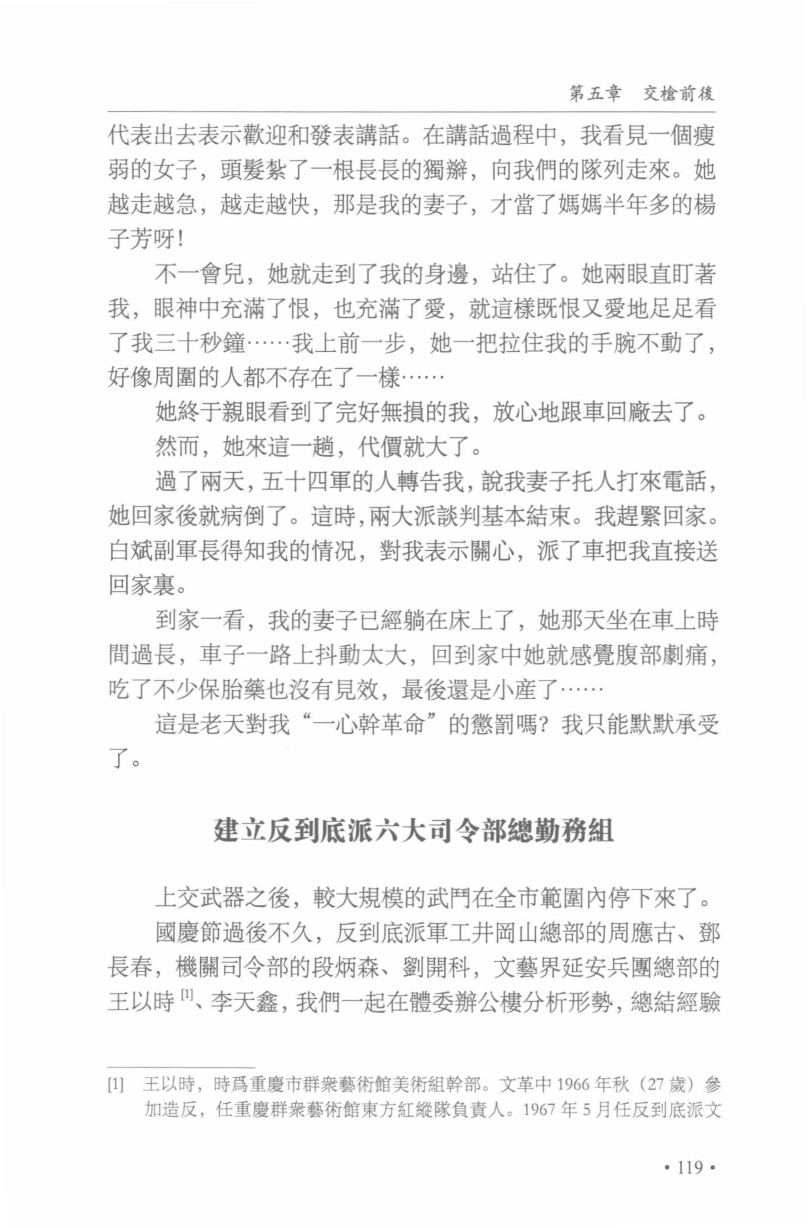 第五章　交槍前後
代表出去表示歡迎和發表講話。在講話過程中，我看見一個瘦
弱的女子，頭髮紮了一根長長的獨辮，向我們的隊列走來。她
越走越急，越走越快，那是我的妻子，才當了媽媽半年多的楊
子芳呀！
不一會兒，她就走到了我的身邊，站住了。她兩眼直盯著
我，眼神中充滿了恨，也充滿了愛，就這樣既恨又愛地足足看
了我三十秒鐘……我上前一步，她一把拉住我的手腕不動了，
好像周圍的人都不存在了一樣……
她終于親眼看到了完好無損的我，放心地跟車回廠去了。
然而，她來這一趟，代價就大了。
過了兩天，五十四軍的人轉告我，說我妻子托人打來電話，
她回家後就病倒了。這時，兩大派談判基本結束。我趕緊回家。
白斌副軍長得知我的情况，對我表示關心，派了車把我直接送
回家裏。
到家一看，我的妻子已經躺在床上了，她那天坐在車上時
間過長，車子一路上抖動太大，回到家中她就感覺腹部劇痛，
吃了不少保胎藥也沒有見效，最後還是小産了……
這是老天對我“一心幹革命”的懲罰嗎？我只能默默承受
了。
建立反到底派六大司令部總勤務組
上交武器之後，較大規模的武鬥在全市範圍內停下來了。
國慶節過後不久，反到底派軍工井岡山總部的周應古、鄧
長春，機關司令部的段炳森、劉開科，文藝界延安兵團總部的
王以時[1]、李天鑫，我們一起在體委辦公樓分析形勢，總結經驗
[1]　王以時，時爲重慶市群衆藝術館美術組幹部。文革中 1966 年秋（27 歲）參
加造反，任重慶群衆藝術館東方紅縱隊負責人。1967 年 5 月任反到底派文
• 119 •